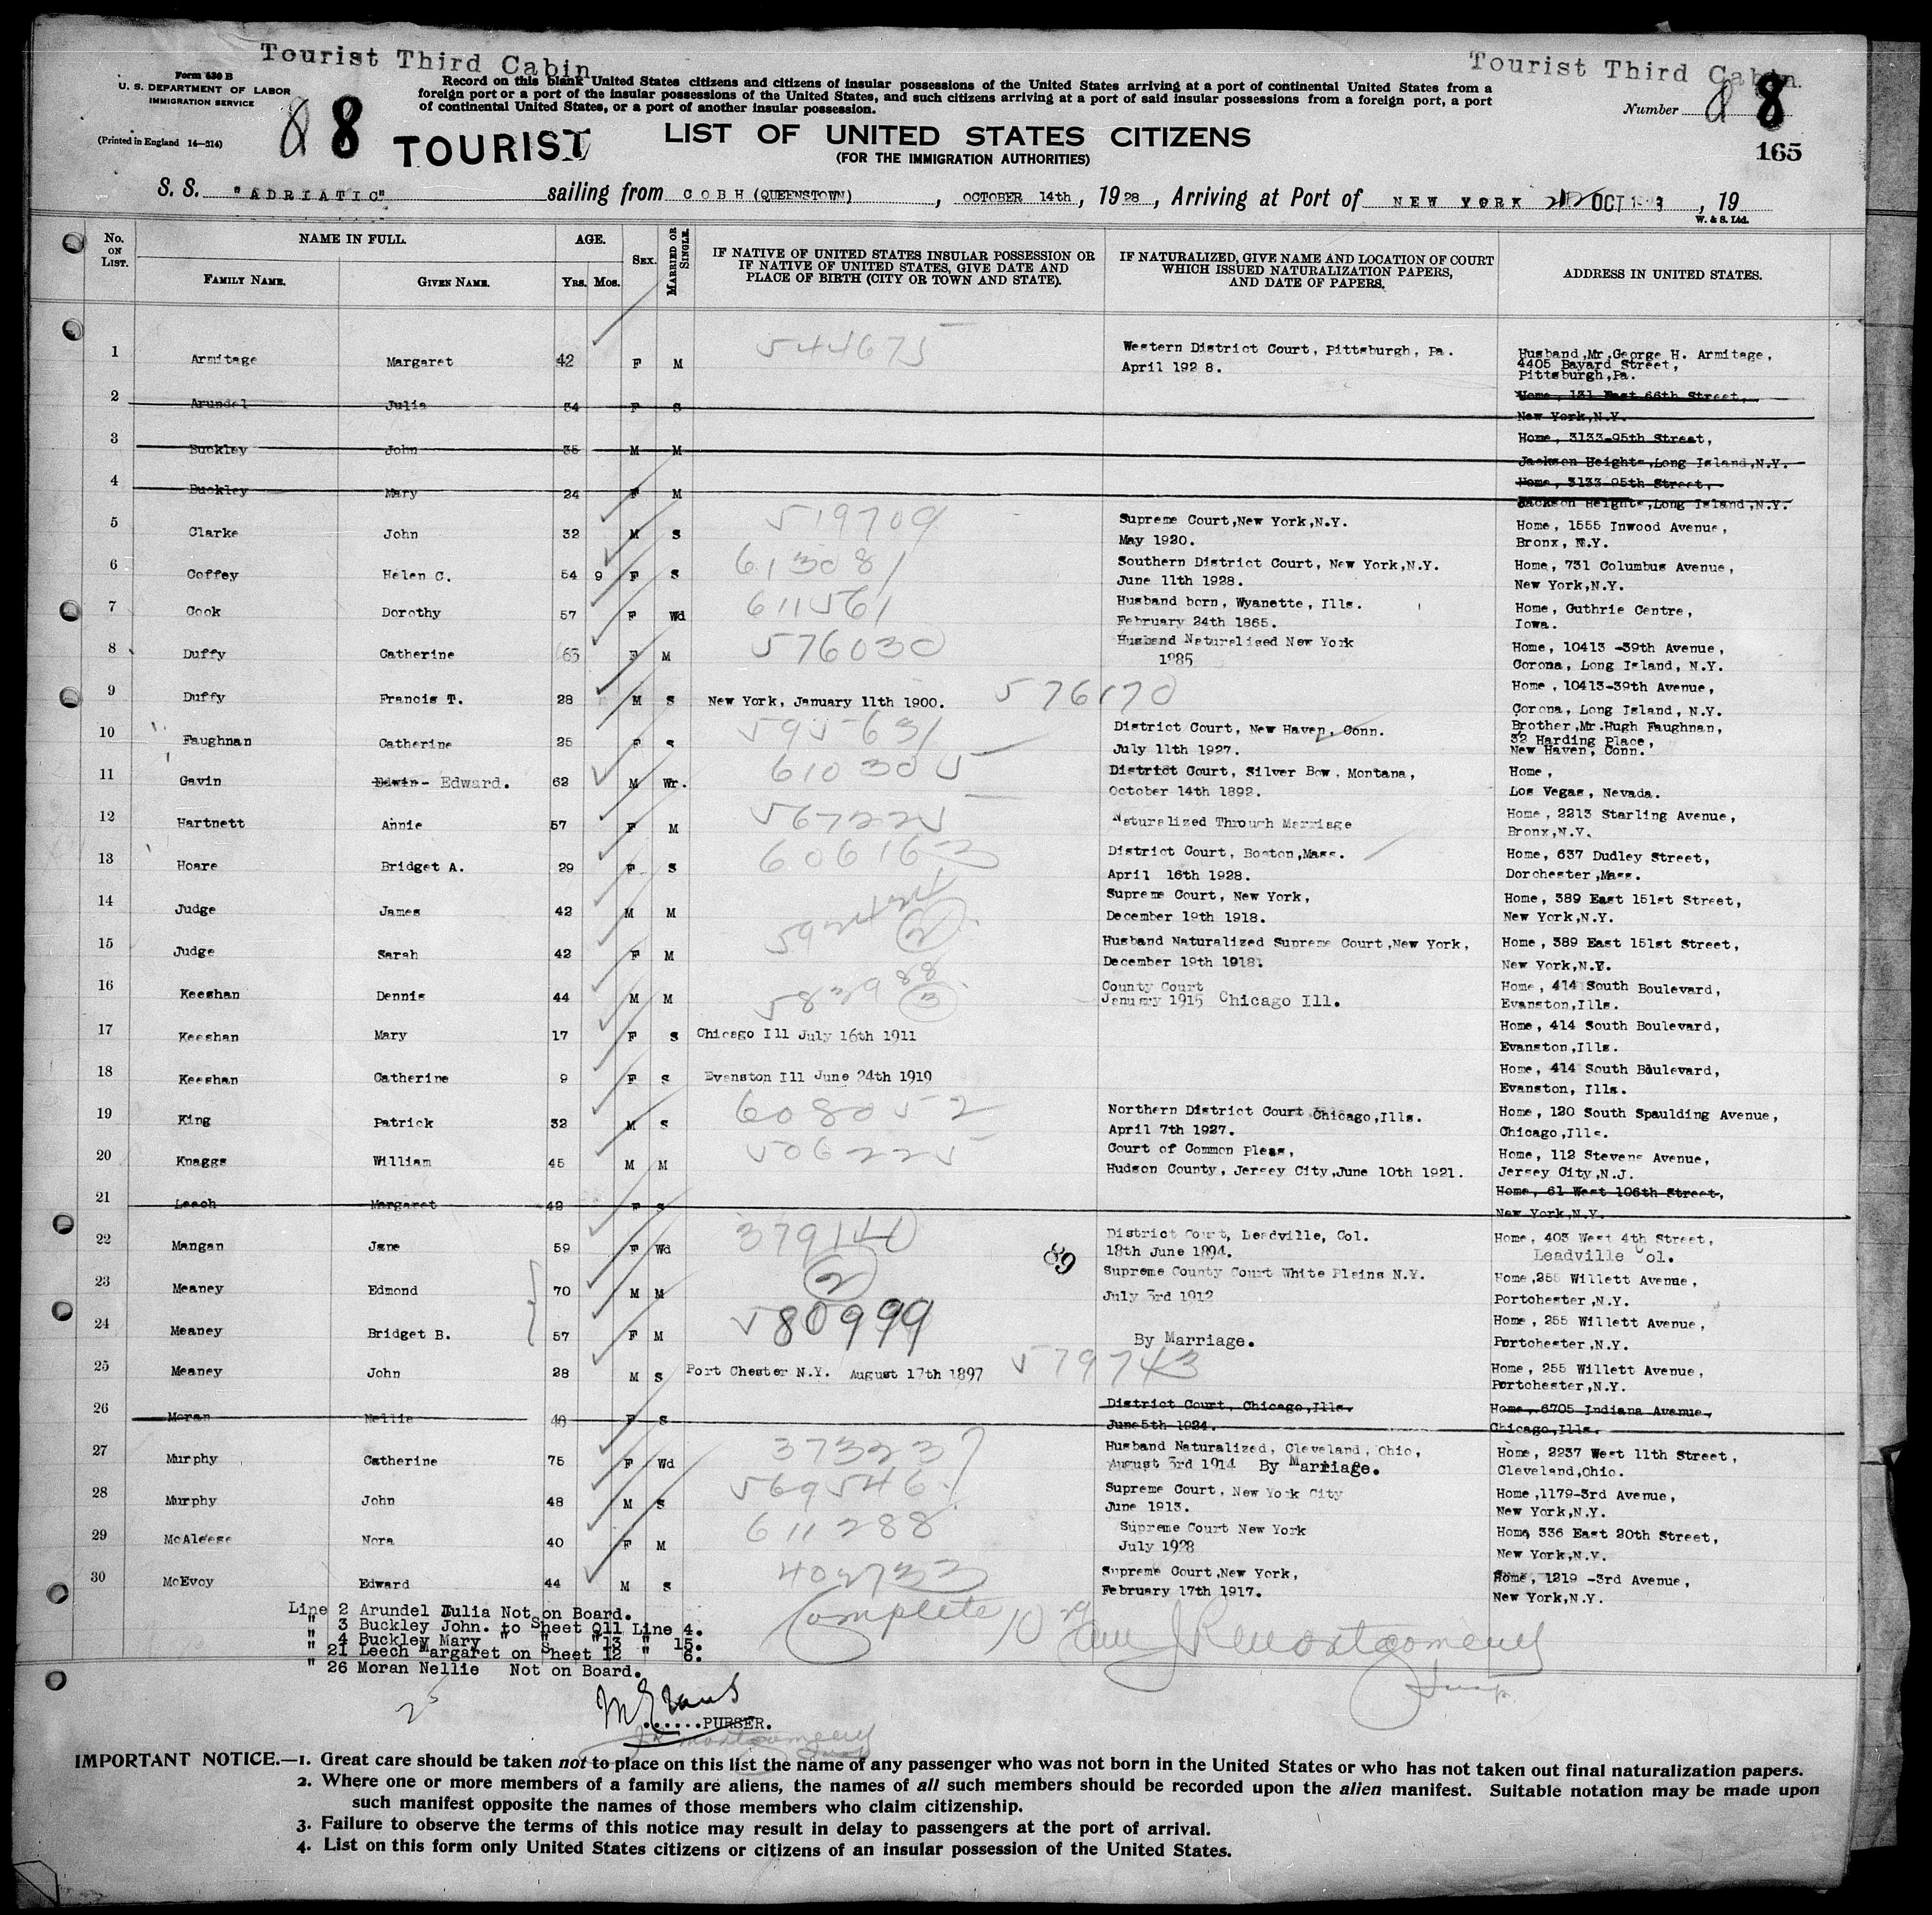 Tourist Third Cabin
Tourist Third Cabin.
Form 630 B
U. S. DEPARTMENT OF LABOR
IMMIGRATION SERVICE
(Printed in England 14—314)
Record on this blank United States citizens and citizens of insular possessions of the United States arriving at a port of continental United States from a
foreign port or a port of the insular possessions of the United States, and such citizens arriving at a port of said insular possessions from a foreign port, a port
of continental United States, or a port of another insular possession.
Number 8
8 TOURIST
LIST OF UNITED STATES CITIZENS
(FOR THE IMMIGRATION AUTHORITIES)
165
S. S. "ADRIATIC" sailing from COBH (QUEENSTOWN), OCTOBER 14th, 1928, Arriving at Port of NEW YORK OCT, 19
W. & S. Ltd.
No. ON LIST. NAME IN FULL. FAMILY NAME. GIVEN NAME. AGE. YRS. MOS. SEX. MARRIED OR SINGLE. IF NATIVE OF UNITED STATES INSULAR POSSESSION OR IF NATIVE OF UNITED STATES, GIVE DATE AND PLACE OF BIRTH (CITY OR TOWN AND STATE). IF NATURALIZED, GIVE NAME AND LOCATION OF COURT WHICH ISSUED NATURALIZATION PAPERS, AND DATE OF PAPERS. ADDRESS IN UNITED STATES.
1 Armitage Margaret 42 F M 544675 Western District Court, Pittsburgh, Pa. April 192 8. Husband,Mr.George H. Armitage, 4405 Bayard Street, Pittsburgh,Pa.
2 Arundel Julia 34 F S Home, 131 East 66th Street, New York,N.Y.
3 Buckley John 35 M M Home, 3133-95th Street, Jackson Heights,Long Island,N.Y.
4 Buckley Mary 24 F M Home, 3133-95th Street, Jackson Heights,Long Island,N.Y.
5 Clarke John 32 M S 519709 Supreme Court,New York,N.Y. May 1920. Home, 1555 Inwood Avenue, Bronx, N.Y.
6 Coffey Helen C. 54 9 F S 613081 Southern District Court, New York,N.Y. June 11th 1928. Home, 731 Columbus Avenue, New York,N.Y.
7 Cook Dorothy 57 F Wd 611561 Husband born, Wyanette, Ills. February 24th 1865. Home, Guthrie Centre, Iowa.
8 Duffy Catherine 65 F M 576030 Husband Naturalised New York 1885 Home, 10413 -39th Avenue, Corona, Long Island, N.Y.
9 Duffy Francis T. 28 M S New York, January 11th 1900. 576170 Home, 10413-39th Avenue, Corona, Long Island, N.Y.
10 Faughnan Catherine 25 F S 595631 District Court, New Haven, Conn. July 11th 1927. Brother,Mr.Hugh Faughnan, 32 Harding Place, New Haven, Conn.
11 Gavin Edwin- Edward. 62 M Wr. 610305 District Court, Silver Bow, Montana, October 14th 1892. Home, Los Vegas, Nevada.
12 Hartnett Annie 57 F M 567225 Naturalized Through Marriage Home, 2213 Starling Avenue, Bronx,N.Y.
13 Hoare Bridget A. 29 F S 606163 District Court, Boston,Mass. April 16th 1928. Home, 637 Dudley Street, Dorchester,Mass.
14 Judge James 42 M M Supreme Court, New York, December 19th 1918. Home, 389 East 151st Street, New York,N.Y.
15 Judge Sarah 42 F M 2 Husband Naturalized Supreme Court,New York, December 19th 1918. Home, 389 East 151st Street, New York,N.Y.
16 Keeshan Dennis 44 M M 583988 3 County Court January 1915 Chicago Ill. Home, 414 South Boulevard, Evanston,Ills.
17 Keeshan Mary 17 F S Chicago Ill July 16th 1911 Home, 414 South Boulevard, Evanston,Ills.
18 Keeshan Catherine 9 F S Evanston Ill June 24th 1919 Home, 414 South Boulevard, Evanston, Ills.
19 King Patrick 32 M S 608052 Northern District Court Chicago,Ills. April 7th 1927. Home, 120 South Spaulding Avenue, Chicago,Ills.
20 Knaggs William 45 M M 506225 Court of Common Pleas, Hudson County, Jersey City,June 10th 1921. Home, 112 Stevens Avenue, Jersey City,N.J.
21 Leech Margaret 42 F S Home, 61 West 106th Street, New York,N.Y.
22 Mangan Jane 59 F Wd 379140 District Court, Leadville, Col. 18th June 1894. Home, 403 West 4th Street, Leadville Col.
23 Meaney Edmond 70 M M 2 89 Supreme County Court White Plains N.Y. July 3rd 1912 Home,255 Willett Avenue, Portchester,N.Y.
24 Meaney Bridget B. 57 F M 580999 By Marriage. Home, 255 Willett Avenue, Portchester,N.Y.
25 Meaney John 28 M S Port Chester N.Y. August 17th 1897 579743 Home, 255 Willett Avenue, Portchester,N.Y.
26 Moran Nellie 40 F S District Court, Chicago,Ills. June 5th 1924. Home, 6705 Indiana Avenue, Chicago,Ills.
27 Murphy Catherine 75 F Wd 373237 Husband Naturalized, Cleveland, Ohio, August 3rd 1914 By Marriage. Home, 2237 West 11th Street, Cleveland,Ohio.
28 Murphy John 48 M S 569546 Supreme Court, New York City June 1913. Home,1179-3rd Avenue, New York,N.Y.
29 McAleese Nora 40 F M 611288 Supreme Court New York July 1928 Home, 336 East 20th Street, New York,N.Y.
30 McEvoy Edward 44 M S 402733 Supreme Court,New York, February 17th 1917. Home, 1219 -3rd Avenue, New York,N.Y.
Line 2 Arundel Julia Not on Board.
" 3 Buckley John. to Sheet Q11 Line 4.
" 4 Buckley Mary " S " 13 " 15.
" 21 Leech Margaret on Sheet 12 " 6.
" 26 Moran Nellie Not on Board.
Complete
J R Montgomery
Insp.
25
M Evans
......PURSER.
IMPORTANT NOTICE.—1. Great care should be taken not to place on this list the name of any passenger who was not born in the United States or who has not taken out final naturalization papers.
2. Where one or more members of a family are aliens, the names of all such members should be recorded upon the alien manifest. Suitable notation may be made upon
such manifest opposite the names of those members who claim citizenship.
3. Failure to observe the terms of this notice may result in delay to passengers at the port of arrival.
4. List on this form only United States citizens or citizens of an insular possession of the United States.